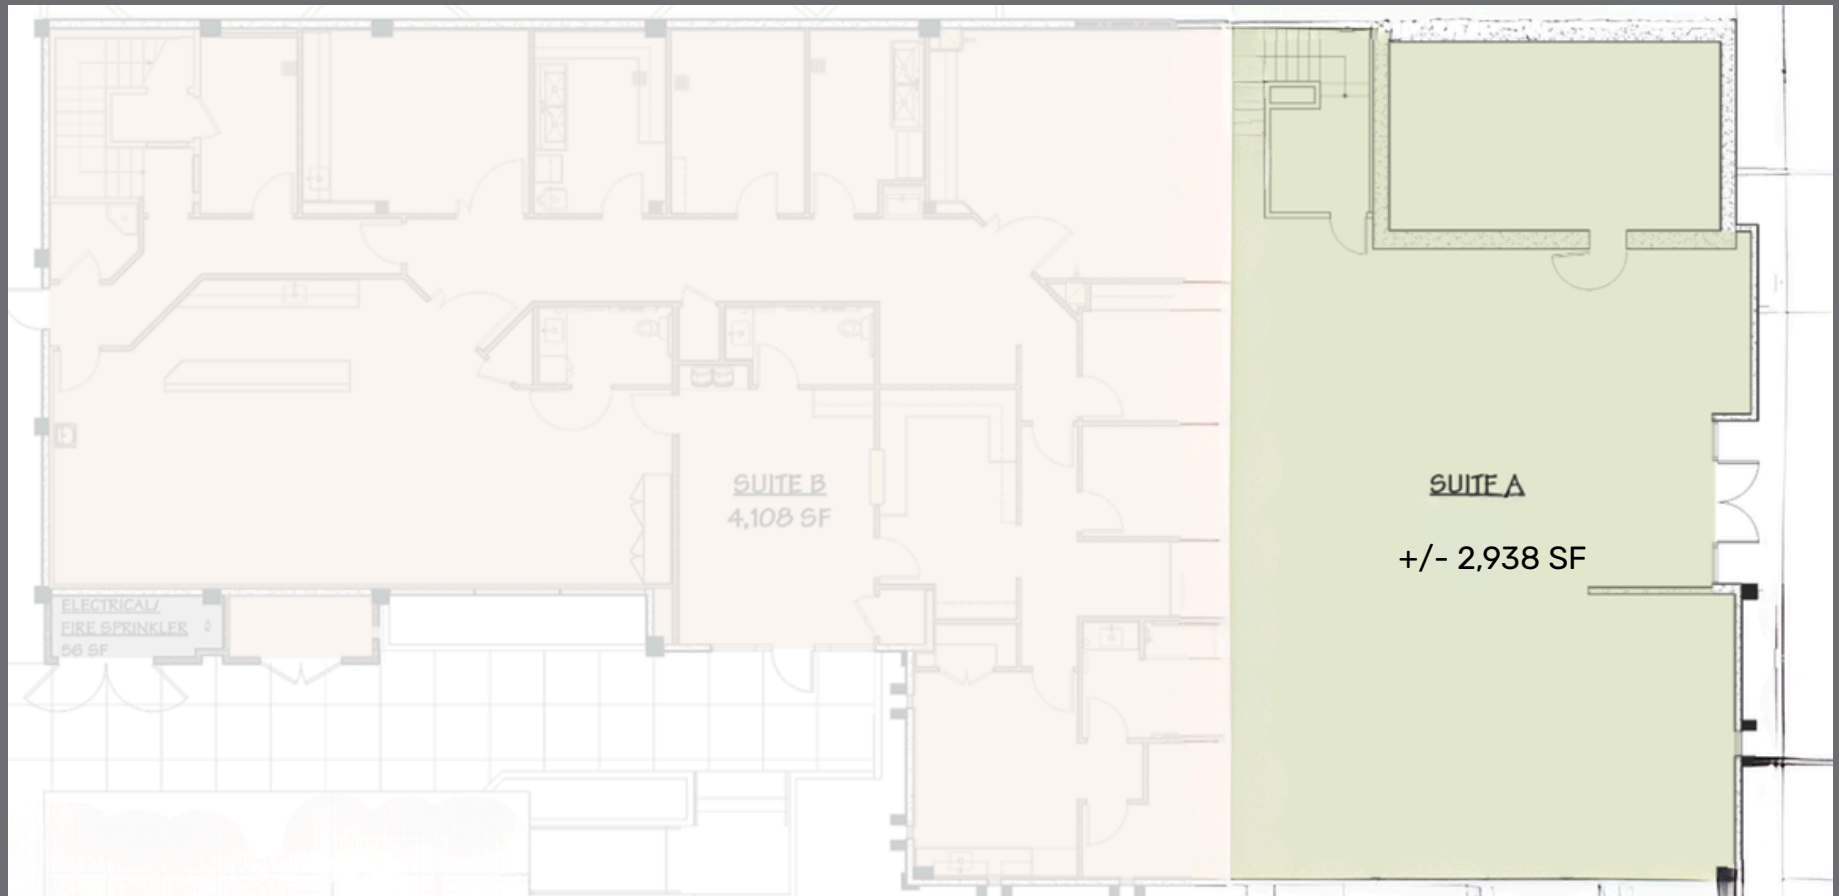 SUITE B
4,108 SF
SUITE A
+/- 2,938 SF
ELECTRICAL/
FIRE SPRINKLER
56 SF